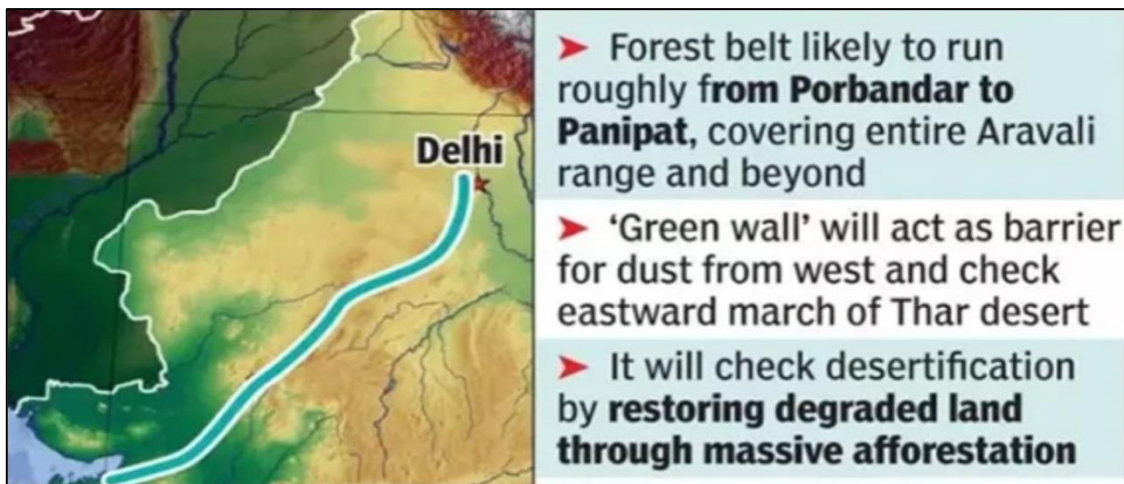 Delhi
➤ Forest belt likely to run
roughly from Porbandar to
Panipat, covering entire Aravali
range and beyond
➤ ‘Green wall’ will act as barrier
for dust from west and check
eastward march of Thar desert
➤ It will check desertification
by restoring degraded land
through massive afforestation